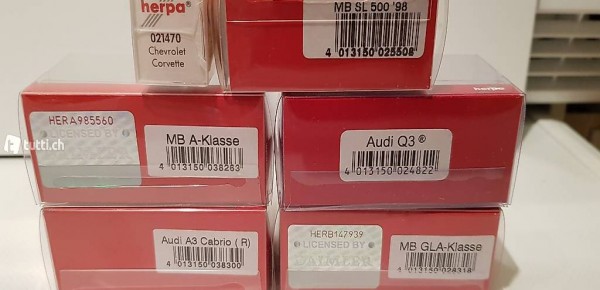 herpa®
021470
Chevrolet
Corvette
MB SL 500 '98
4 013150 025508
herpa
HERA985560
LICENSED BY
MB A-Klasse
4 013150 038263
Audi Q3®
4 013150 024822
tutti.ch
Audi A3 Cabrio ( R)
4 013150 038300
HERB147939
LICENSED BY
DAIMLER
MB GLA-Klasse
4 013150 028318